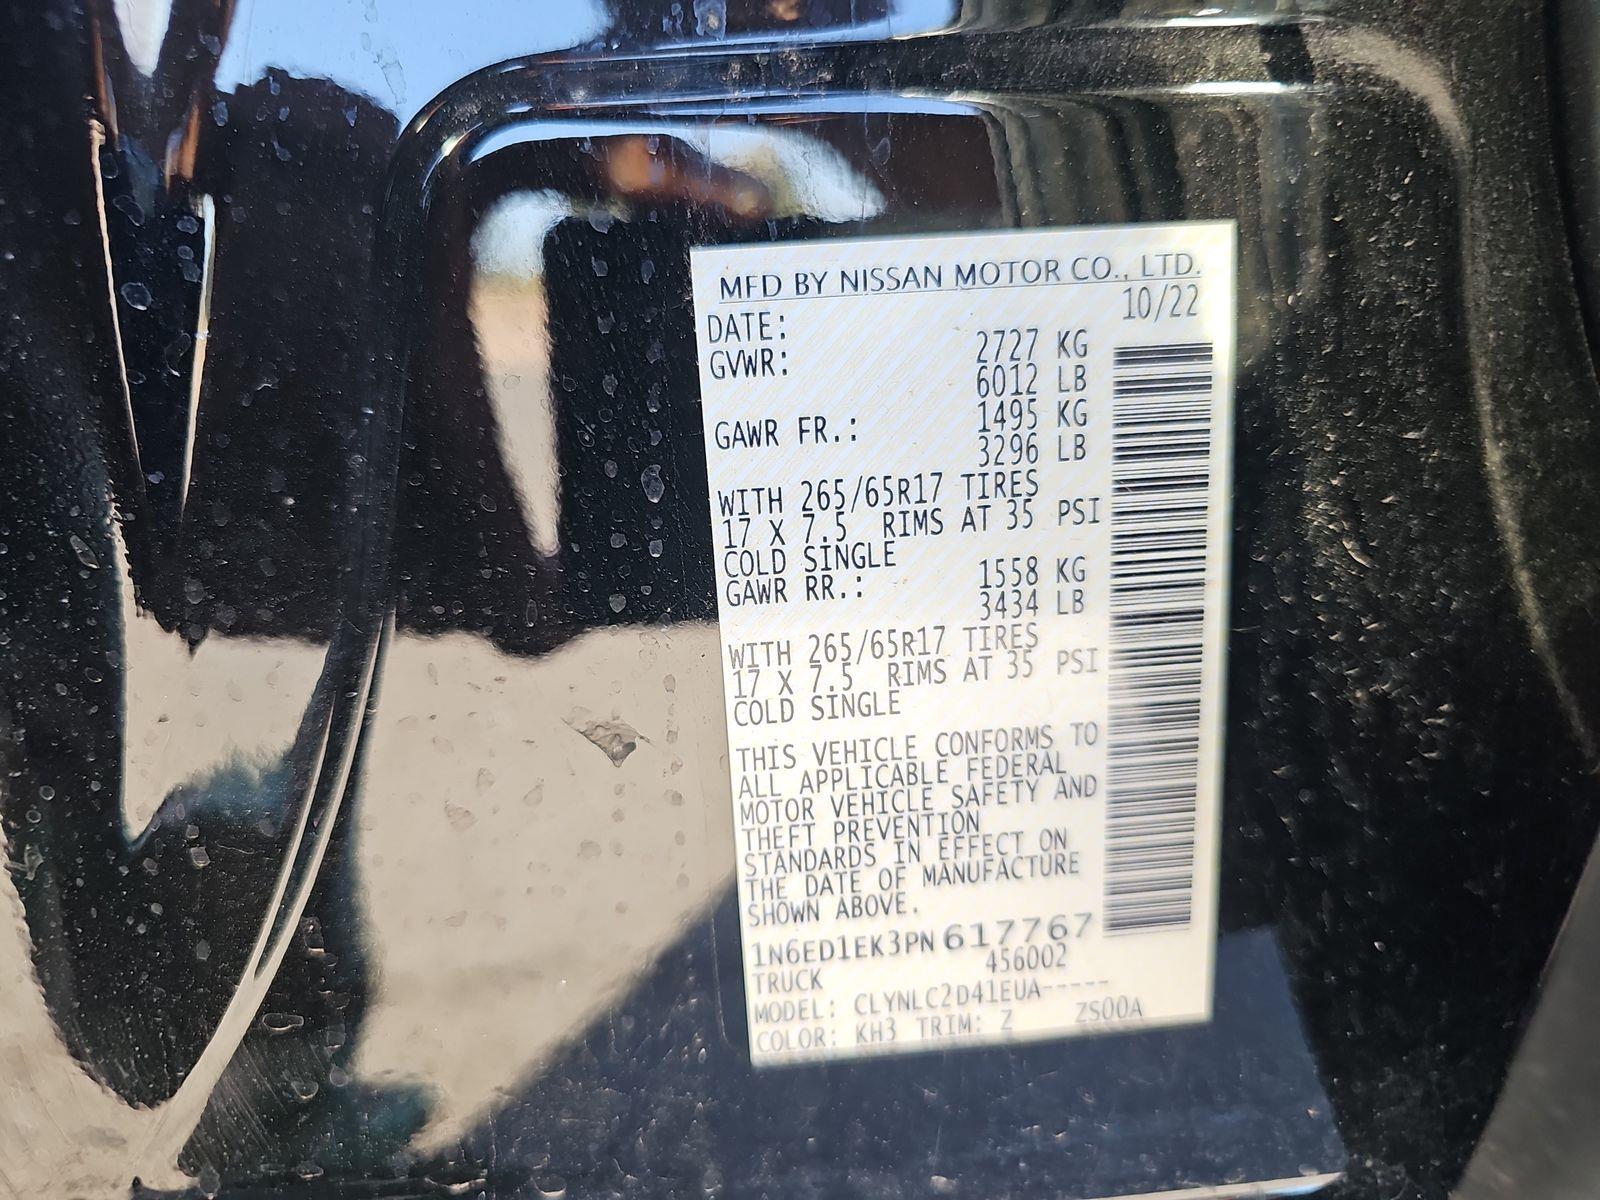 MFD BY NISSAN MOTOR CO., LTD.
DATE: 10/22
GVWR: 2727 KG
6012 LB
GAWR FR.: 1495 KG
3296 LB
WITH 265/65R17 TIRES
17 X 7.5 RIMS AT 35 PSI
COLD SINGLE
GAWR RR.: 1558 KG
3434 LB
WITH 265/65R17 TIRES
17 X 7.5 RIMS AT 35 PSI
COLD SINGLE
THIS VEHICLE CONFORMS TO
ALL APPLICABLE FEDERAL
MOTOR VEHICLE SAFETY AND
THEFT PREVENTION
STANDARDS IN EFFECT ON
THE DATE OF MANUFACTURE
SHOWN ABOVE.
1N6ED1EK3PN617767
456002
TRUCK
MODEL: CLYNLC2D41EUA-----
COLOR: KH3 TRIM: Z ZS00A